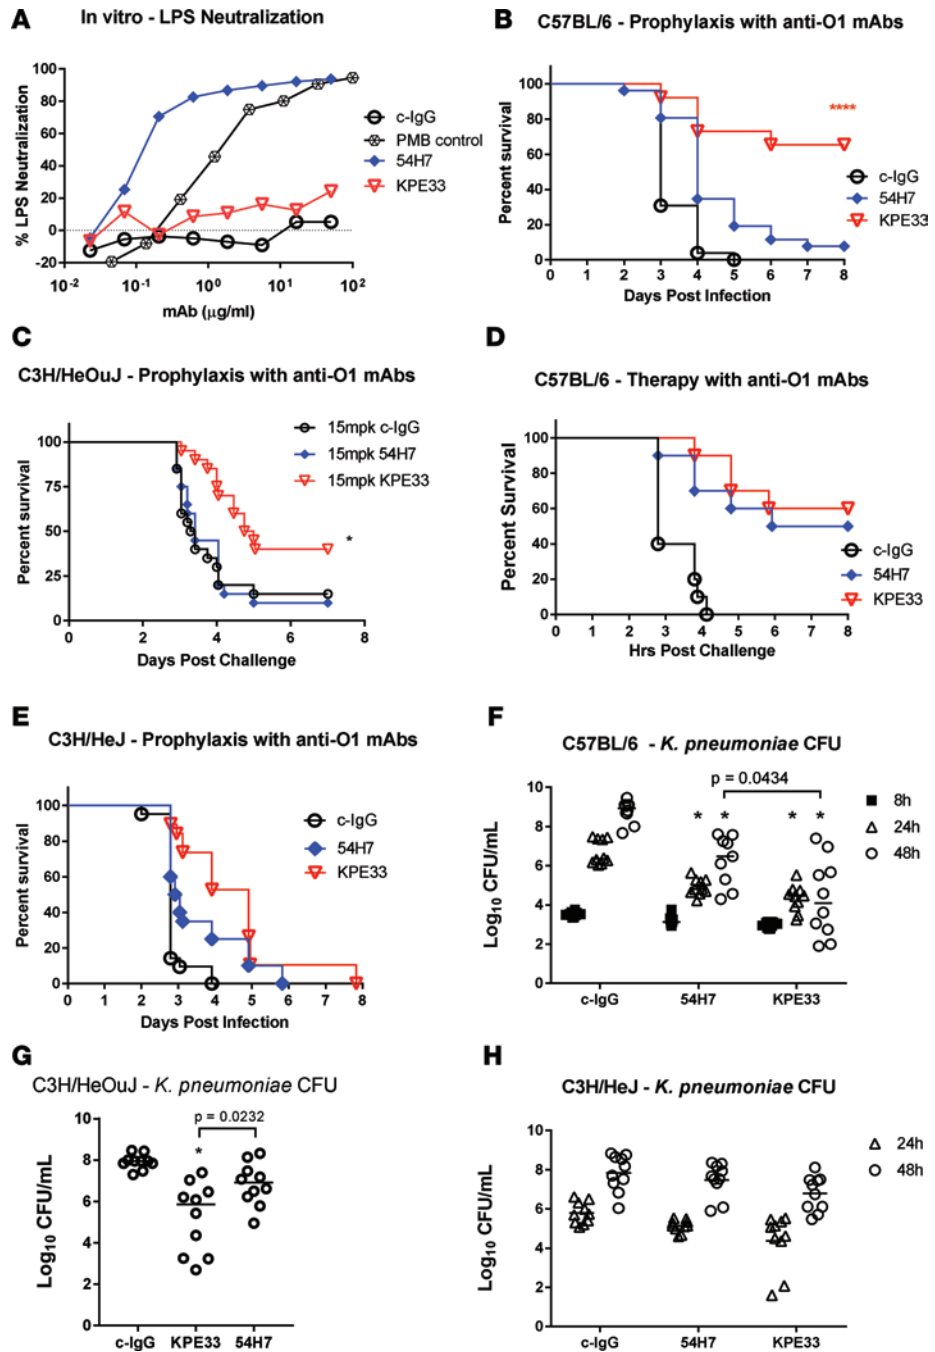 A
In vitro - LPS Neutralization
% LPS Neutralization
100
80
60
40
20
0
-20
10-2
10-1
100
101
102
mAb (μg/ml)
c-IgG
PMB control
54H7
KPE33
B
C57BL/6 - Prophylaxis with anti-O1 mAbs
Percent survival
100
80
60
40
20
0
0 1 2 3 4 5 6 7 8
Days Post Infection
****
c-IgG
54H7
KPE33
C
C3H/HeOuJ - Prophylaxis with anti-O1 mAbs
Percent survival
100
75
50
25
0
0 2 4 6 8
Days Post Challenge
15mpk c-IgG
15mpk 54H7
15mpk KPE33
*
D
C57BL/6 - Therapy with anti-O1 mAbs
Percent Survival
100
80
60
40
20
0
0 1 2 3 4 5 6 7 8
Hrs Post Challenge
c-IgG
54H7
KPE33
E
C3H/HeJ - Prophylaxis with anti-O1 mAbs
Percent survival
100
80
60
40
20
0
0 1 2 3 4 5 6 7 8
Days Post Infection
c-IgG
54H7
KPE33
F
C57BL/6 - K. pneumoniae CFU
Log10 CFU/mL
10
8
6
4
2
0
p = 0.0434
* * * *
c-IgG 54H7 KPE33
8h
24h
48h
G
C3H/HeOuJ - K. pneumoniae CFU
Log10 CFU/mL
10
8
6
4
2
0
p = 0.0232
*
c-IgG KPE33 54H7
H
C3H/HeJ - K. pneumoniae CFU
Log10 CFU/mL
10
8
6
4
2
0
c-IgG 54H7 KPE33
24h
48h